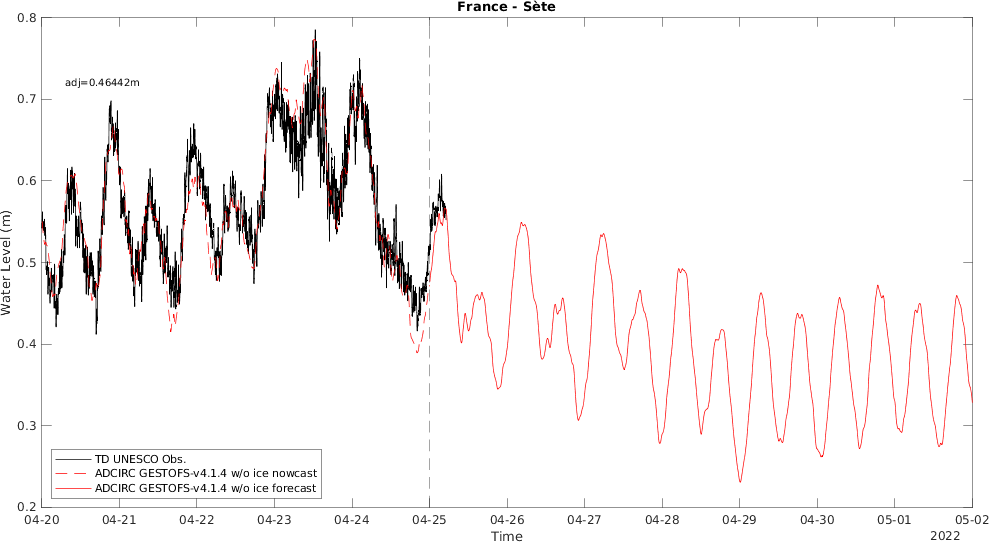 France - Sète
0.8
0.7
0.6
0.5
0.4
0.3
0.2
Water Level (m)
adj=0.46442m
TD UNESCO Obs.
ADCIRC GESTOFS-v4.1.4 w/o ice nowcast
ADCIRC GESTOFS-v4.1.4 w/o ice forecast
04-20 04-21 04-22 04-23 04-24 04-25 04-26 04-27 04-28 04-29 04-30 05-01 05-02
Time
2022